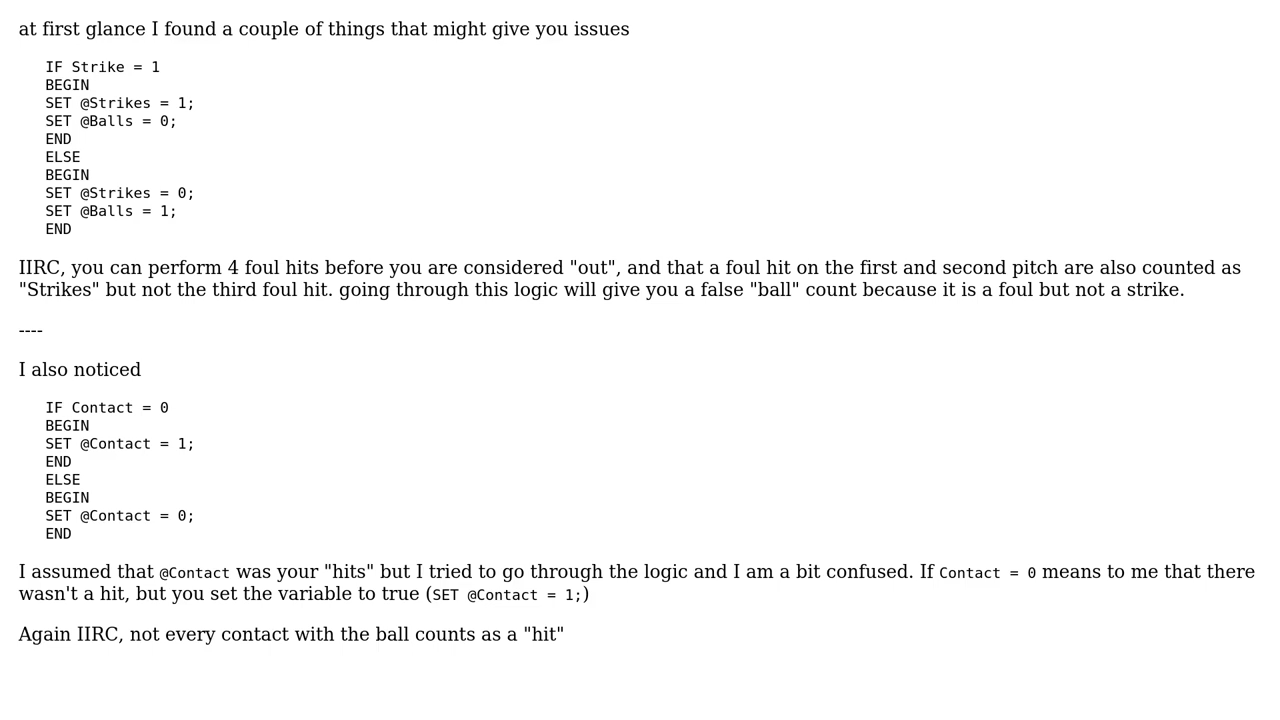 at first glance I found a couple of things that might give you issues
IF Strike = 1
BEGIN
SET @Strikes = 1;
SET @Balls = 0;
END
ELSE
BEGIN
SET @Strikes = 0;
SET @Balls = 1;
END
IIRC, you can perform 4 foul hits before you are considered "out", and that a foul hit on the first and second pitch are also counted as
"Strikes" but not the third foul hit. going through this logic will give you a false "ball" count because it is a foul but not a strike.
----
I also noticed
IF Contact = 0
BEGIN
SET @Contact = 1;
END
ELSE
BEGIN
SET @Contact = 0;
END
I assumed that @Contact was your "hits" but I tried to go through the logic and I am a bit confused. If Contact = 0 means to me that there
wasn't a hit, but you set the variable to true (SET @Contact = 1;)
Again IIRC, not every contact with the ball counts as a "hit"